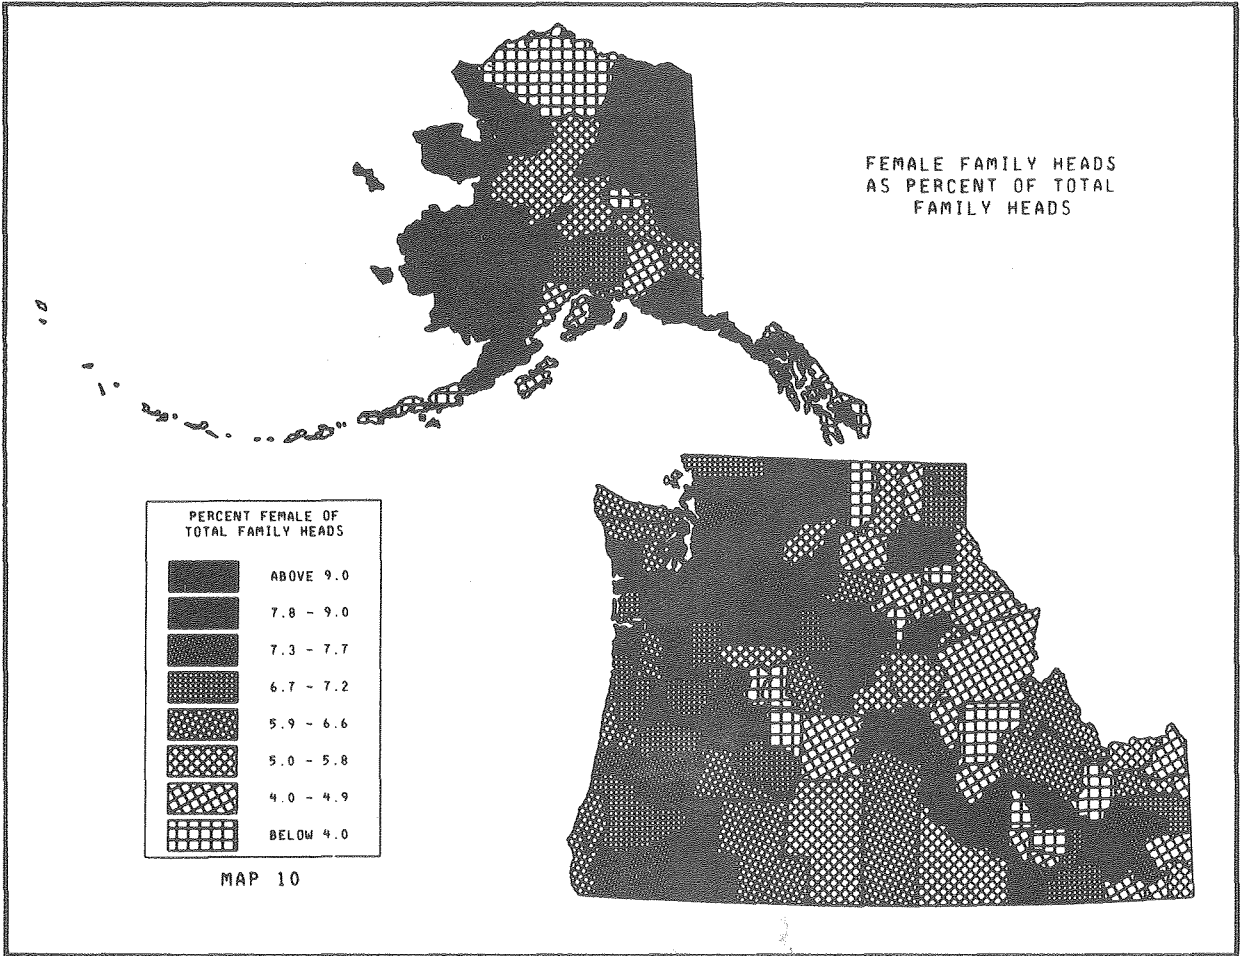 FEMALE FAMILY HEADS
AS PERCENT OF TOTAL
FAMILY HEADS
PERCENT FEMALE OF
TOTAL FAMILY HEADS
ABOVE 9.0
7.8 - 9.0
7.3 - 7.7
6.7 - 7.2
5.9 - 6.6
5.0 - 5.8
4.0 - 4.9
BELOW 4.0
MAP 10